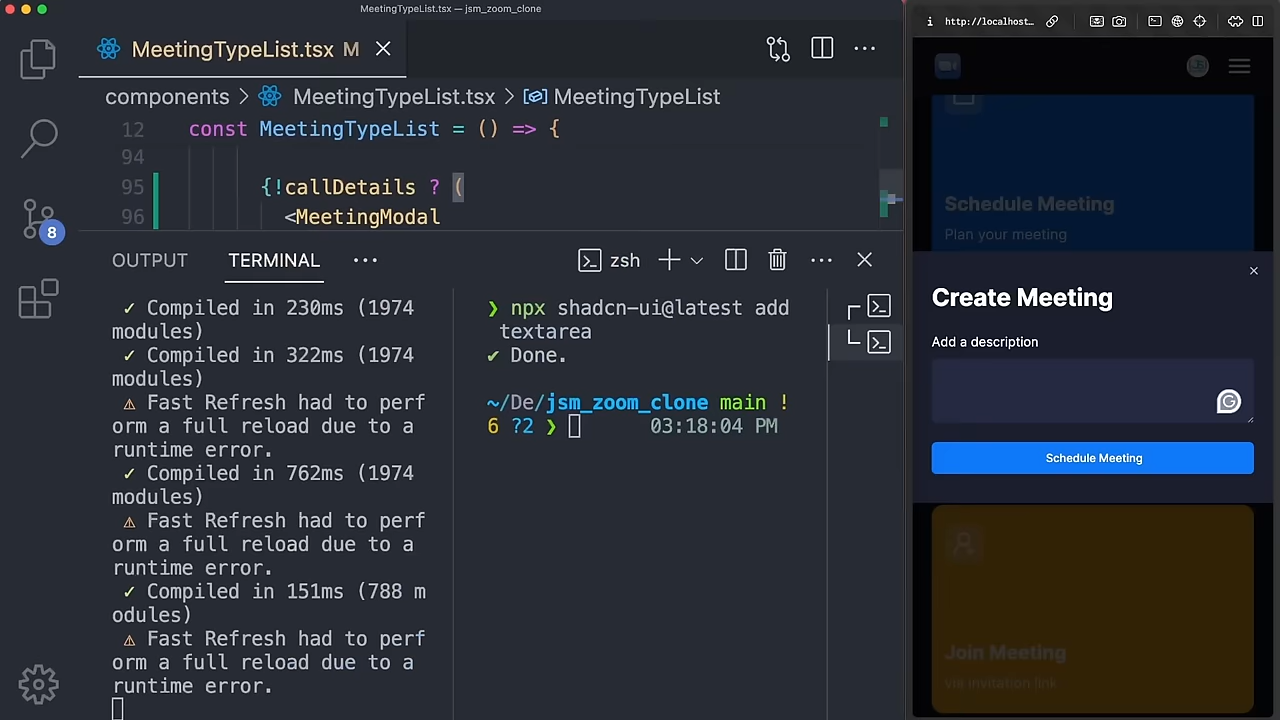 MeetingTypeList.tsx — jsm_zoom_clone
MeetingTypeList.tsx M
components > MeetingTypeList.tsx > MeetingTypeList
12 const MeetingTypeList = () => {
94
95 {!callDetails ? (
96 <MeetingModal
8
OUTPUT TERMINAL ... zsh
✓ Compiled in 230ms (1974
modules)
✓ Compiled in 322ms (1974
modules)
⚠ Fast Refresh had to perf
orm a full reload due to a
runtime error.
✓ Compiled in 762ms (1974
modules)
⚠ Fast Refresh had to perf
orm a full reload due to a
runtime error.
✓ Compiled in 151ms (788 m
odules)
⚠ Fast Refresh had to perf
orm a full reload due to a
runtime error.
❯ npx shadcn-ui@latest add
textarea
✔ Done.
~/De/jsm_zoom_clone main !
6 ?2 ❯ 03:18:04 PM
http://localhost...
Schedule Meeting
Plan your meeting
Create Meeting
Add a description
Schedule Meeting
Join Meeting
via invitation link